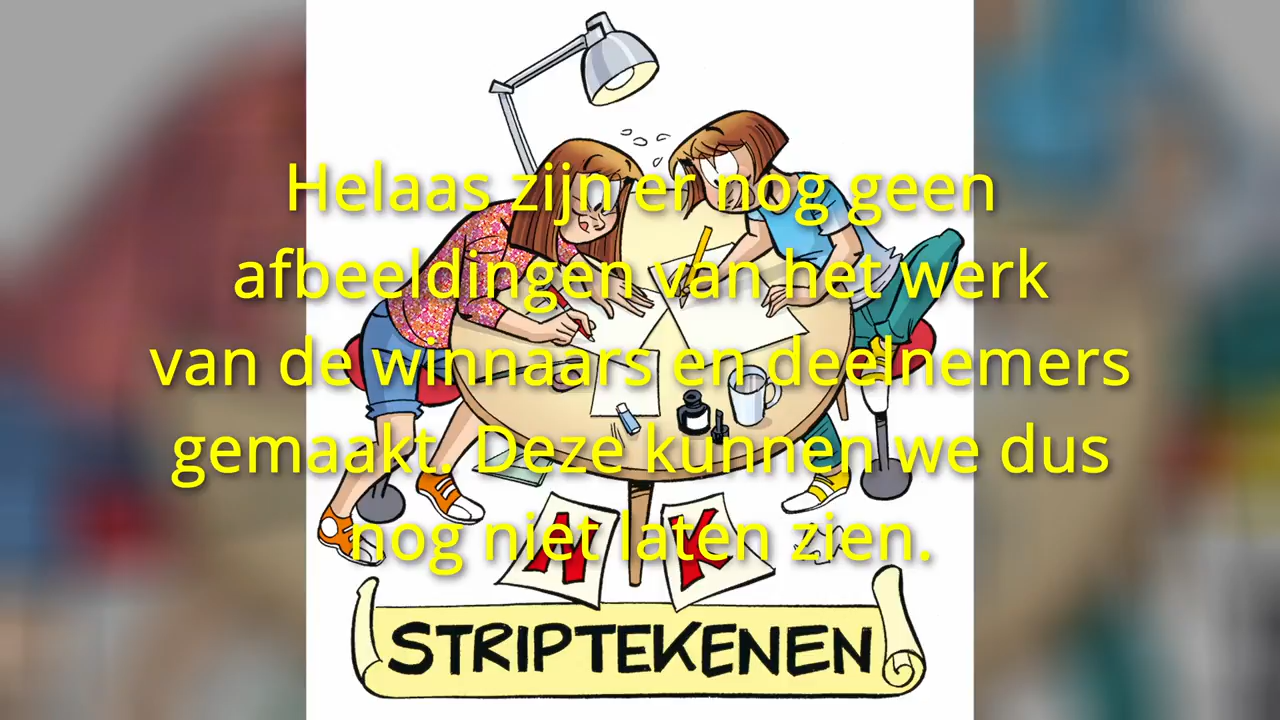 Helaas zijn er nog geen
afbeeldingen van het werk
van de winnaars en deelnemers
gemaakt. Deze kunnen we dus
nog niet laten zien.
N K
STRIPTEKENEN